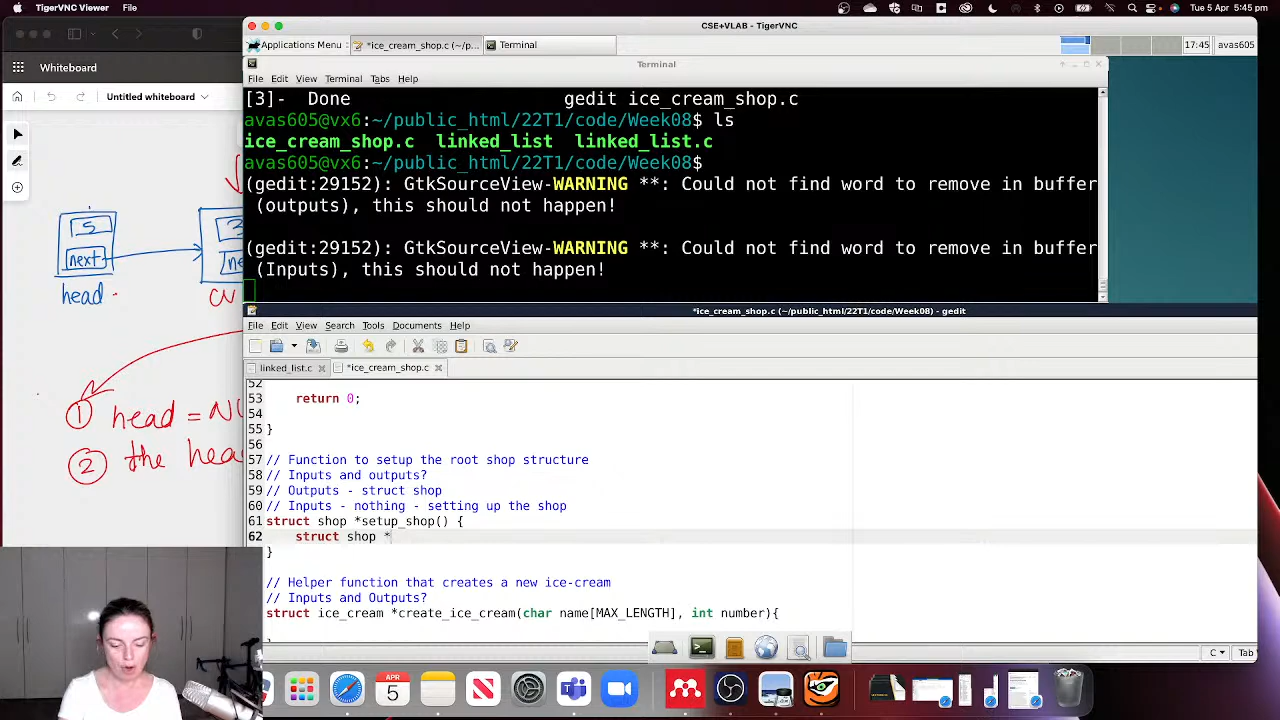 TigerVNC Viewer File
Tue 5 Apr 5:45 pm
Whiteboard
Untitled whiteboard
5
next
head
①
head =
②
the
CSE+VLAB - TigerVNC
Applications Menu
*ice_cream_shop.c (~/p...
Terminal
17:45 avas605
Terminal
File Edit View Terminal Tabs Help
[3]- Done gedit ice_cream_shop.c
avas605@vx6:~/public_html/22T1/code/Week08$ ls
ice_cream_shop.c linked_list linked_list.c
avas605@vx6:~/public_html/22T1/code/Week08$
(gedit:29152): GtkSourceView-WARNING **: Could not find word to remove in buffer
(outputs), this should not happen!
(gedit:29152): GtkSourceView-WARNING **: Could not find word to remove in buffer
(Inputs), this should not happen!
*ice_cream_shop.c (~/public_html/22T1/code/Week08) - gedit
File Edit View Search Tools Documents Help
linked_list.c *ice_cream_shop.c
52
53 return 0;
54
55 }
56
57 // Function to setup the root shop structure
58 // Inputs and outputs?
59 // Outputs - struct shop
60 // Inputs - nothing - setting up the shop
61 struct shop *setup_shop() {
62 struct shop *
}
// Helper function that creates a new ice-cream
// Inputs and Outputs?
struct ice_cream *create_ice_cream(char name[MAX_LENGTH], int number){
C Tab
APR
5